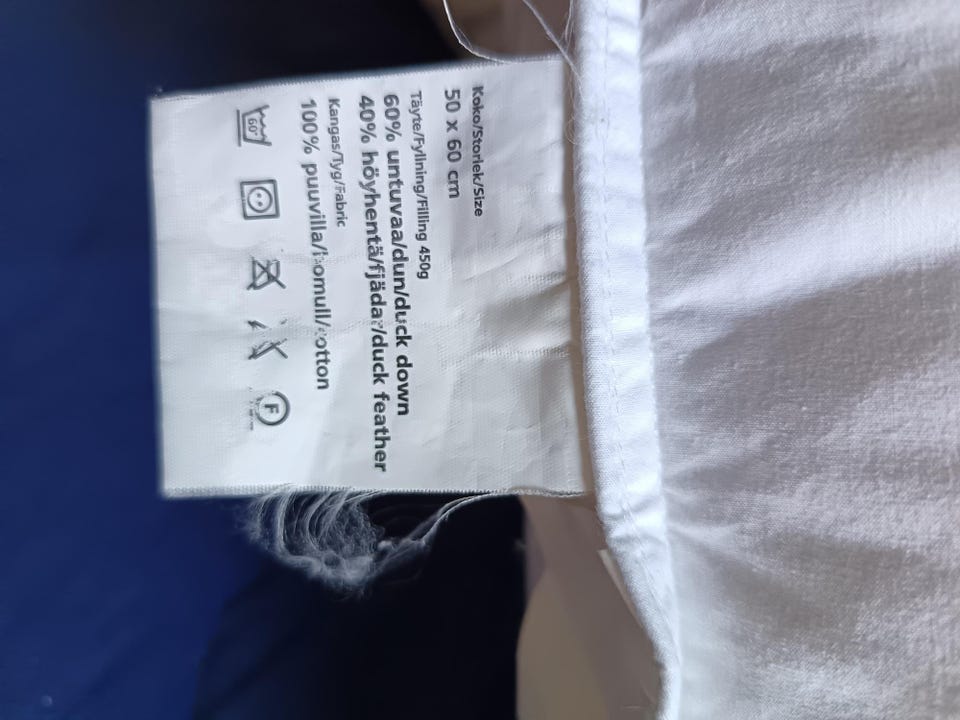 Koko/Storlek/Size
50 x 60 cm
Täyte/Fyllning/Filling 450g
60% untuvaa/dun/duck down
40% höyhentä/fjädar/duck feather
Kangas/Tyg/Fabric
100% puuvilla/bomull/cotton
60° F